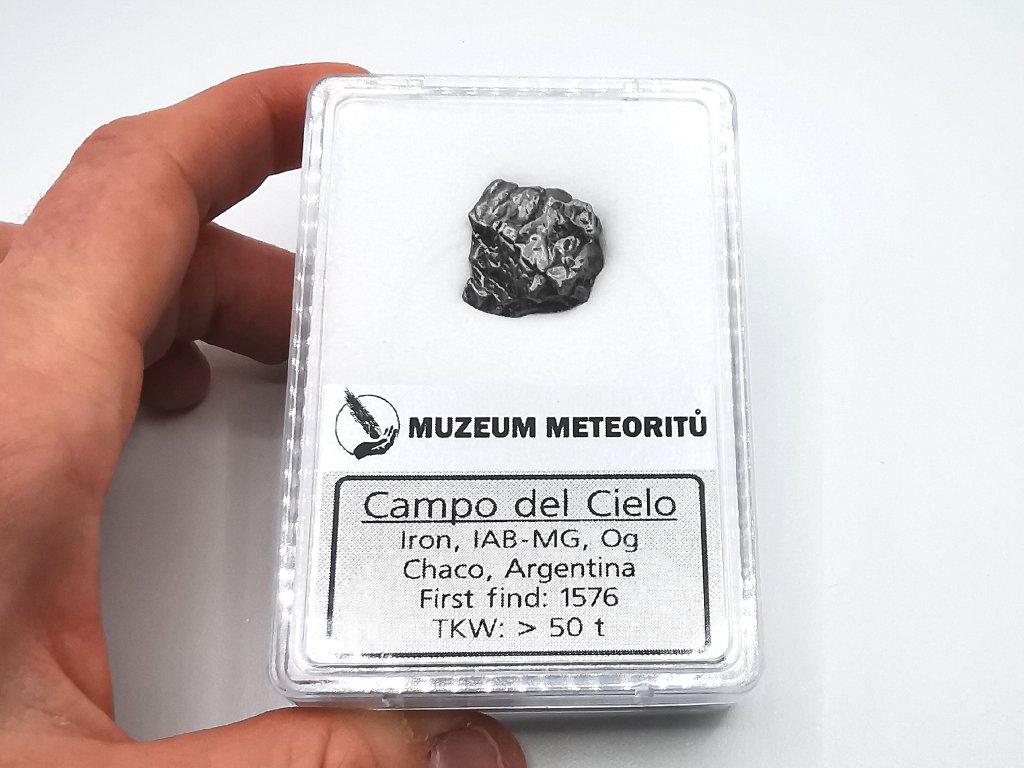 MUZEUM METEORITŮ
Campo del Cielo
Iron, IAB-MG, Og
Chaco, Argentina
First find: 1576
TKW: > 50 t